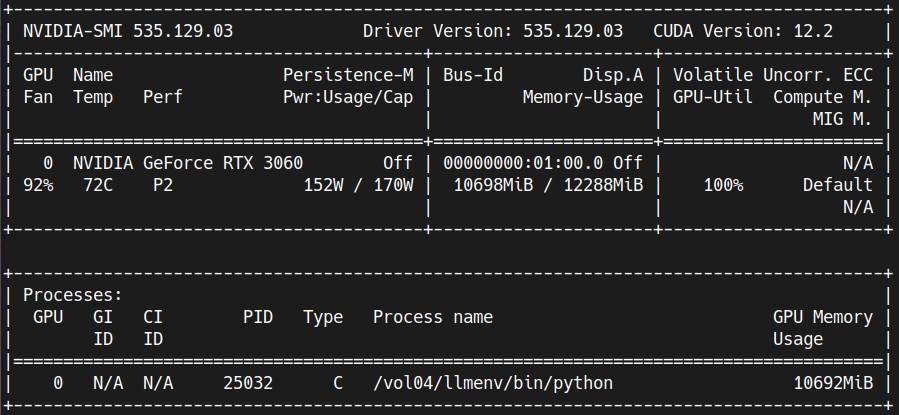 NVIDIA-SMI 535.129.03 Driver Version: 535.129.03 CUDA Version: 12.2
GPU Name Persistence-M | Bus-Id Disp.A | Volatile Uncorr. ECC
Fan Temp Perf Pwr:Usage/Cap | Memory-Usage | GPU-Util Compute M.
MIG M.
0 NVIDIA GeForce RTX 3060 Off | 00000000:01:00.0 Off | N/A
92% 72C P2 152W / 170W | 10698MiB / 12288MiB | 100% Default
N/A
Processes:
GPU GI CI PID Type Process name GPU Memory
ID ID Usage
0 N/A N/A 25032 C /vol04/llmenv/bin/python 10692MiB